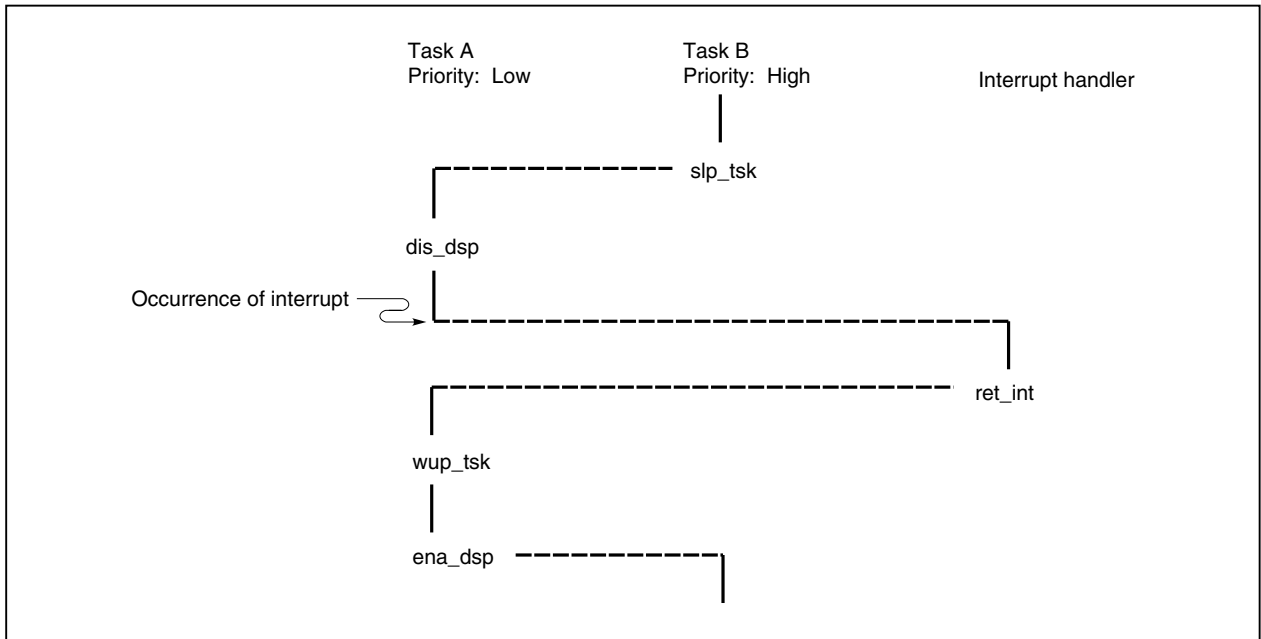 Task A
Priority: Low
Task B
Priority: High
Interrupt handler
slp_tsk
dis_dsp
Occurrence of interrupt
ret_int
wup_tsk
ena_dsp